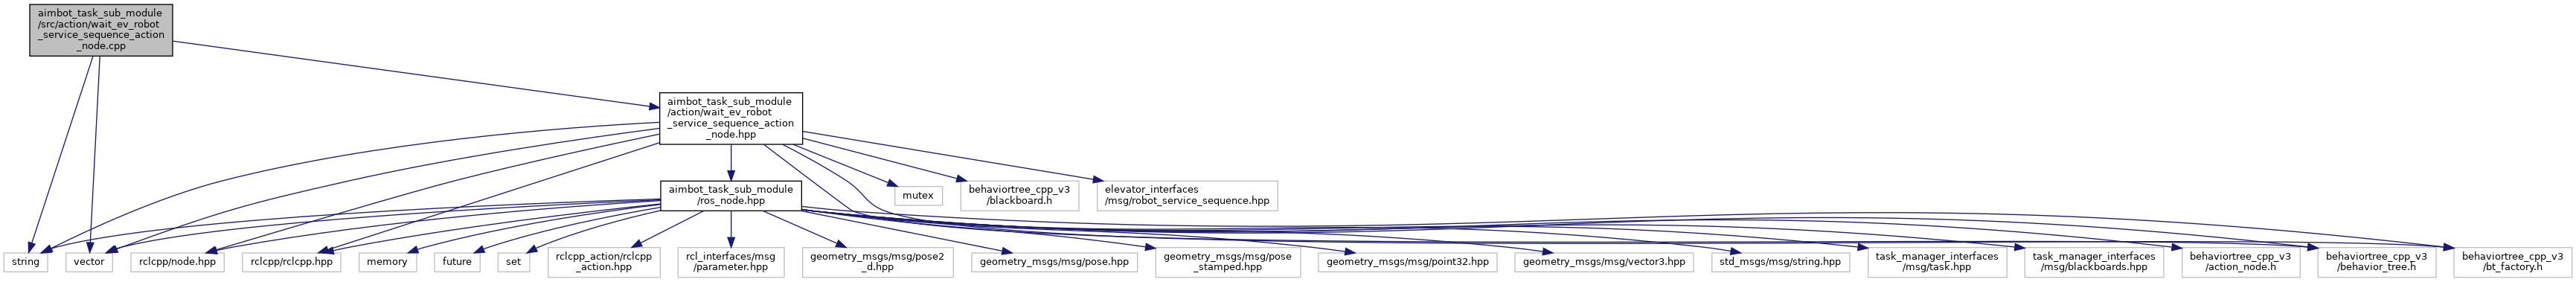 aimbot_task_sub_module
/src/action/wait_ev_robot
_service_sequence_action
_node.cpp
aimbot_task_sub_module
/action/wait_ev_robot
_service_sequence_action
_node.hpp
aimbot_task_sub_module
/ros_node.hpp
mutex
behaviortree_cpp_v3
/blackboard.h
elevator_interfaces
/msg/robot_service_sequence.hpp
string
vector
rclcpp/node.hpp
rclcpp/rclcpp.hpp
memory
future
set
rclcpp_action/rclcpp
_action.hpp
rcl_interfaces/msg
/parameter.hpp
geometry_msgs/msg/pose2
_d.hpp
geometry_msgs/msg/pose.hpp
geometry_msgs/msg/pose
_stamped.hpp
geometry_msgs/msg/point32.hpp
geometry_msgs/msg/vector3.hpp
std_msgs/msg/string.hpp
task_manager_interfaces
/msg/task.hpp
task_manager_interfaces
/msg/blackboards.hpp
behaviortree_cpp_v3
/action_node.h
behaviortree_cpp_v3
/behavior_tree.h
behaviortree_cpp_v3
/bt_factory.h